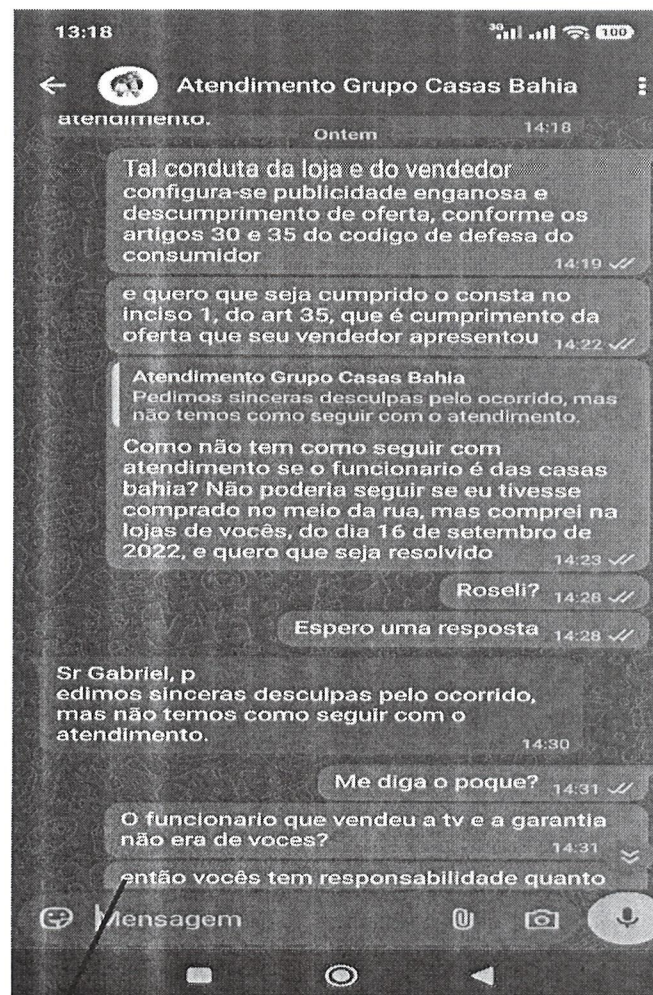 13:18
3G
100
Atendimento Grupo Casas Bahia
atendimento.
14:18
Ontem
Tal conduta da loja e do vendedor
configura-se publicidade enganosa e
descumprimento de oferta, conforme os
artigos 30 e 35 do codigo de defesa do
consumidor
14:19
e quero que seja cumprido o consta no
inciso 1, do art 35, que é cumprimento da
oferta que seu vendedor apresentou 14:22
Atendimento Grupo Casas Bahia
Pedimos sinceras desculpas pelo ocorrido, mas
não temos como seguir com o atendimento.
Como não tem como seguir com
atendimento se o funcionario é das casas
bahia? Não poderia seguir se eu tivesse
comprado no meio da rua, mas comprei na
lojas de vocês, do dia 16 de setembro de
2022, e quero que seja resolvido
14:23
Roseli? 14:28
Espero uma resposta 14:28
Sr Gabriel, p
edimos sinceras desculpas pelo ocorrido,
mas não temos como seguir com o
atendimento.
14:30
Me diga o poque? 14:31
O funcionario que vendeu a tv e a garantia
não era de voces?
14:31
então vocês tem responsabilidade quanto
Mensagem